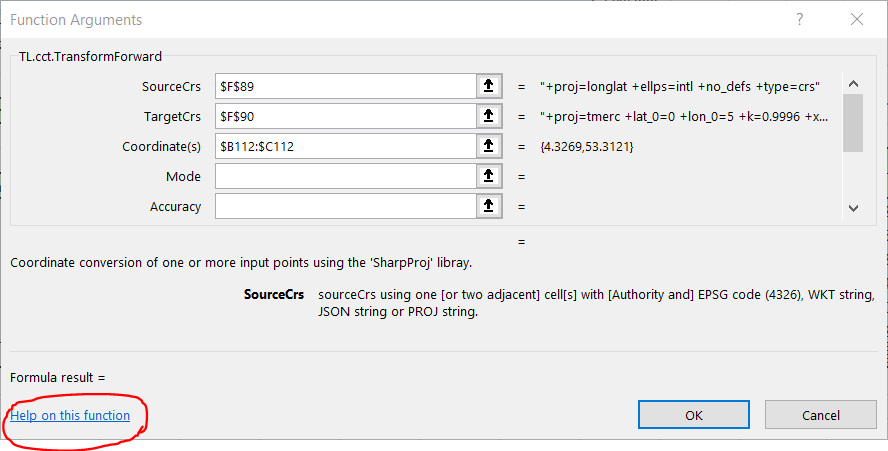 Function Arguments ?
TL.cct.TransformForward
SourceCrs $F$89 = "+proj=longlat +ellps=intl +no_defs +type=crs"
TargetCrs $F$90 = "+proj=tmerc +lat_0=0 +lon_0=5 +k=0.9996 +x...
Coordinate(s) $B112:$C112 = {4.3269,53.3121}
Mode =
Accuracy =
=
Coordinate conversion of one or more input points using the 'SharpProj' libray.
SourceCrs sourceCrs using one [or two adjacent] cell[s] with [Authority and] EPSG code (4326), WKT string,
JSON string or PROJ string.
Formula result =
Help on this function OK Cancel